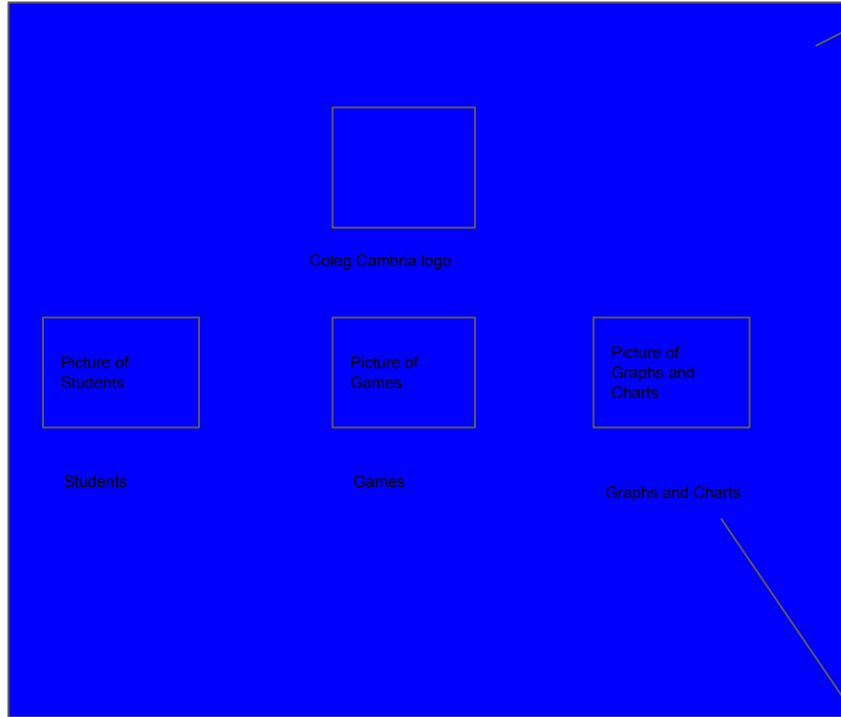 Coleg Cambria logo
Picture of
Students
Picture of
Games
Picture of
Graphs and
Charts
Students
Games
Graphs and Charts